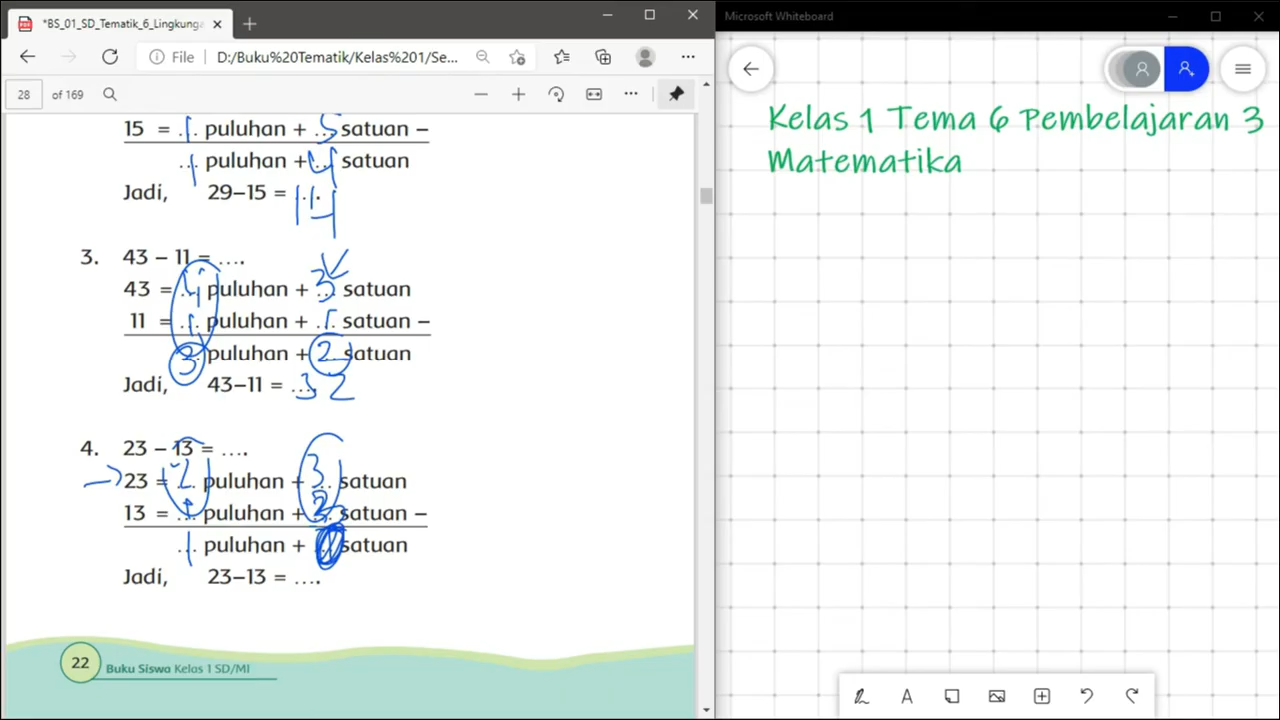 *BS_01_SD_Tematik_6_Lingkunga
File D:/Buku%20Tematik/Kelas%201/Se...
28 of 169
15 = 1 puluhan + 5 satuan –
1 puluhan + 4 satuan
Jadi, 29–15 = 14
3. 43 – 11 = ....
43 = 4 puluhan + 3 satuan
11 = 1 puluhan + 1 satuan –
3 puluhan + 2 satuan
Jadi, 43–11 = .... 32
4. 23 – 13 = ....
23 = 2 puluhan + 3 satuan
13 = 1 puluhan + 3 satuan –
1 puluhan + 0 satuan
Jadi, 23–13 = ....
22 Buku Siswa Kelas 1 SD/MI
Microsoft Whiteboard
Kelas 1 Tema 6 Pembelajaran 3
Matematika